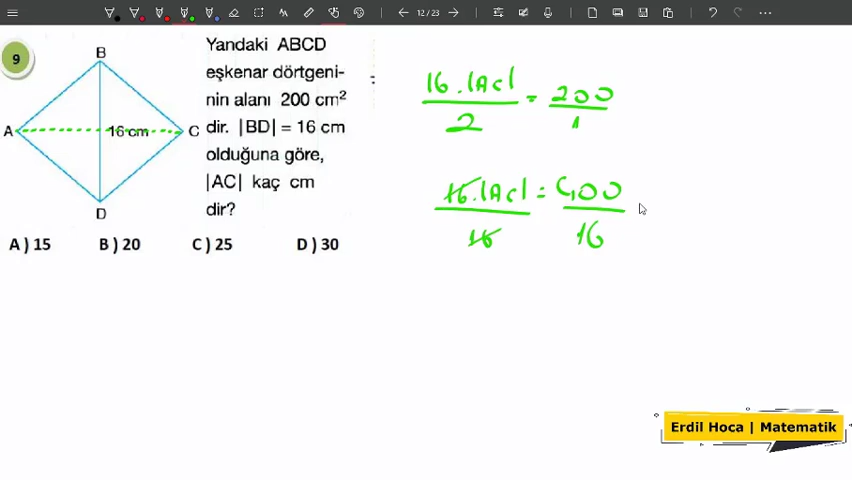 12/23
9
Yandaki ABCD
eşkenar dörtgeni-
nin alanı 200 cm²
dir. |BD| = 16 cm
olduğuna göre,
|AC| kaç cm
dir?
B
A
16 cm
C
D
A ) 15 B ) 20 C ) 25 D ) 30
16.|AC| = 200
2 1
16.|AC| = 400
16 16
Erdil Hoca | Matematik